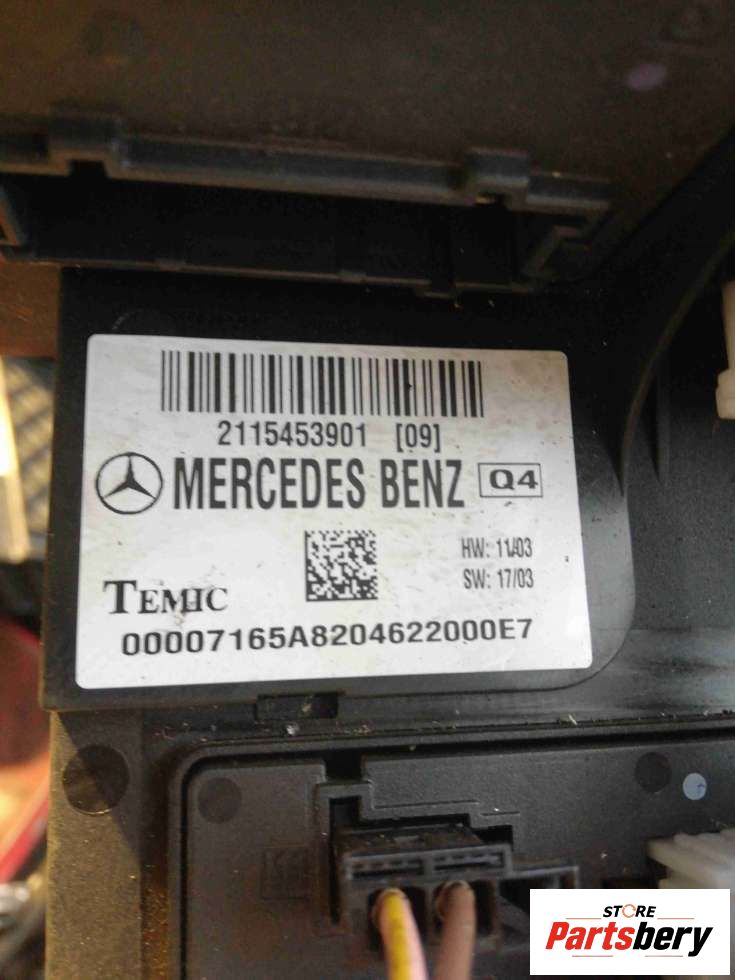 2115453901 [09]
MERCEDES BENZ Q4
HW: 11/03
SW: 17/03
TEMIC
00007165A8204622000E7
STORE
Partsbery